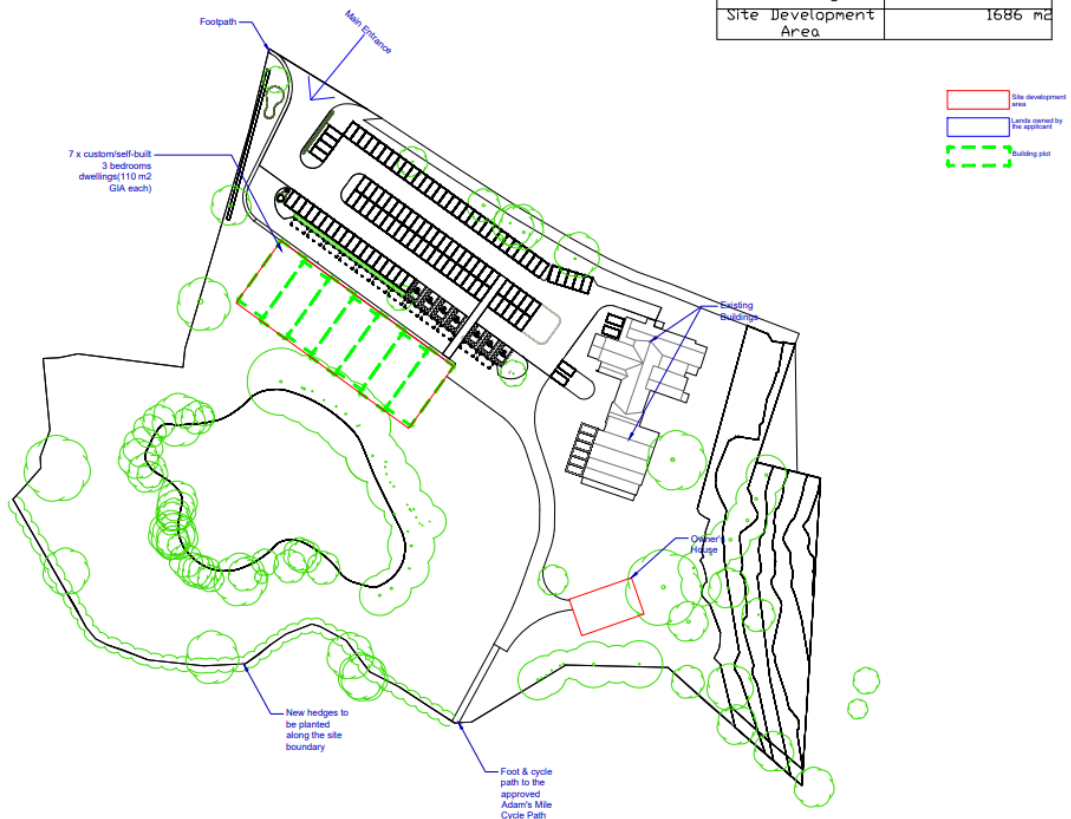 Site Development
Area
1686 m2
Footpath
Main Entrance
Site development
area
Lands owned by
the applicant
Building plot
7 x custom/self-built
3 bedrooms
dwellings(110 m2
GIA each)
Existing
Buildings
Owner's
House
New hedges to
be planted
along the site
boundary
Foot & cycle
path to the
approved
Adam's Mile
Cycle Path